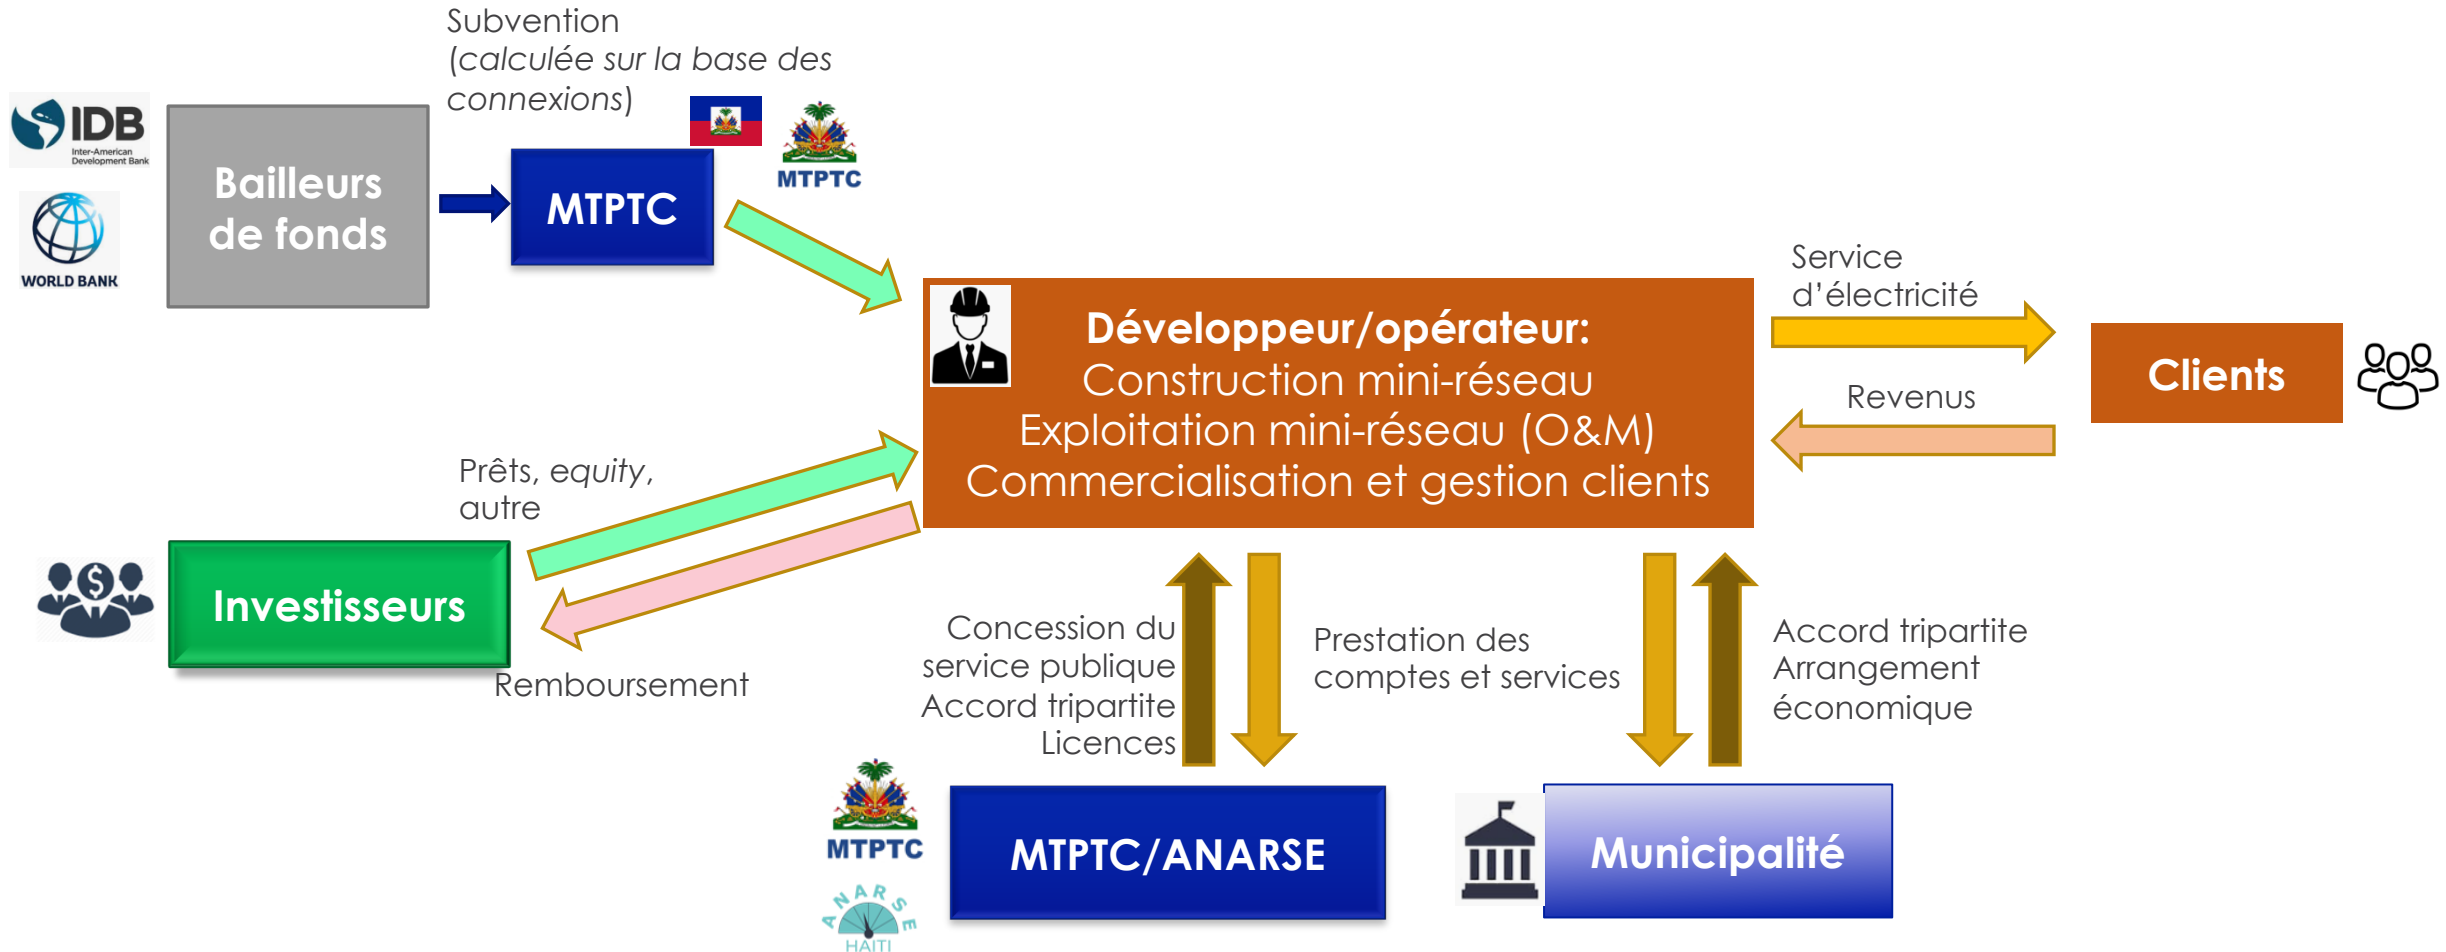 Subvention
(calculée sur la base des
connexions)
IDB
Inter-American
Development Bank
WORLD BANK
Bailleurs
de fonds
MTPTC
MTPTC
Développeur/opérateur:
Construction mini-réseau
Exploitation mini-réseau (O&M)
Commercialisation et gestion clients
Service
d’électricité
Revenus
Clients
Prêts, equity,
autre
Investisseurs
Remboursement
Concession du
service publique
Accord tripartite
Licences
Prestation des
comptes et services
Accord tripartite
Arrangement
économique
MTPTC
ANARSE
HAITI
MTPTC/ANARSE
Municipalité